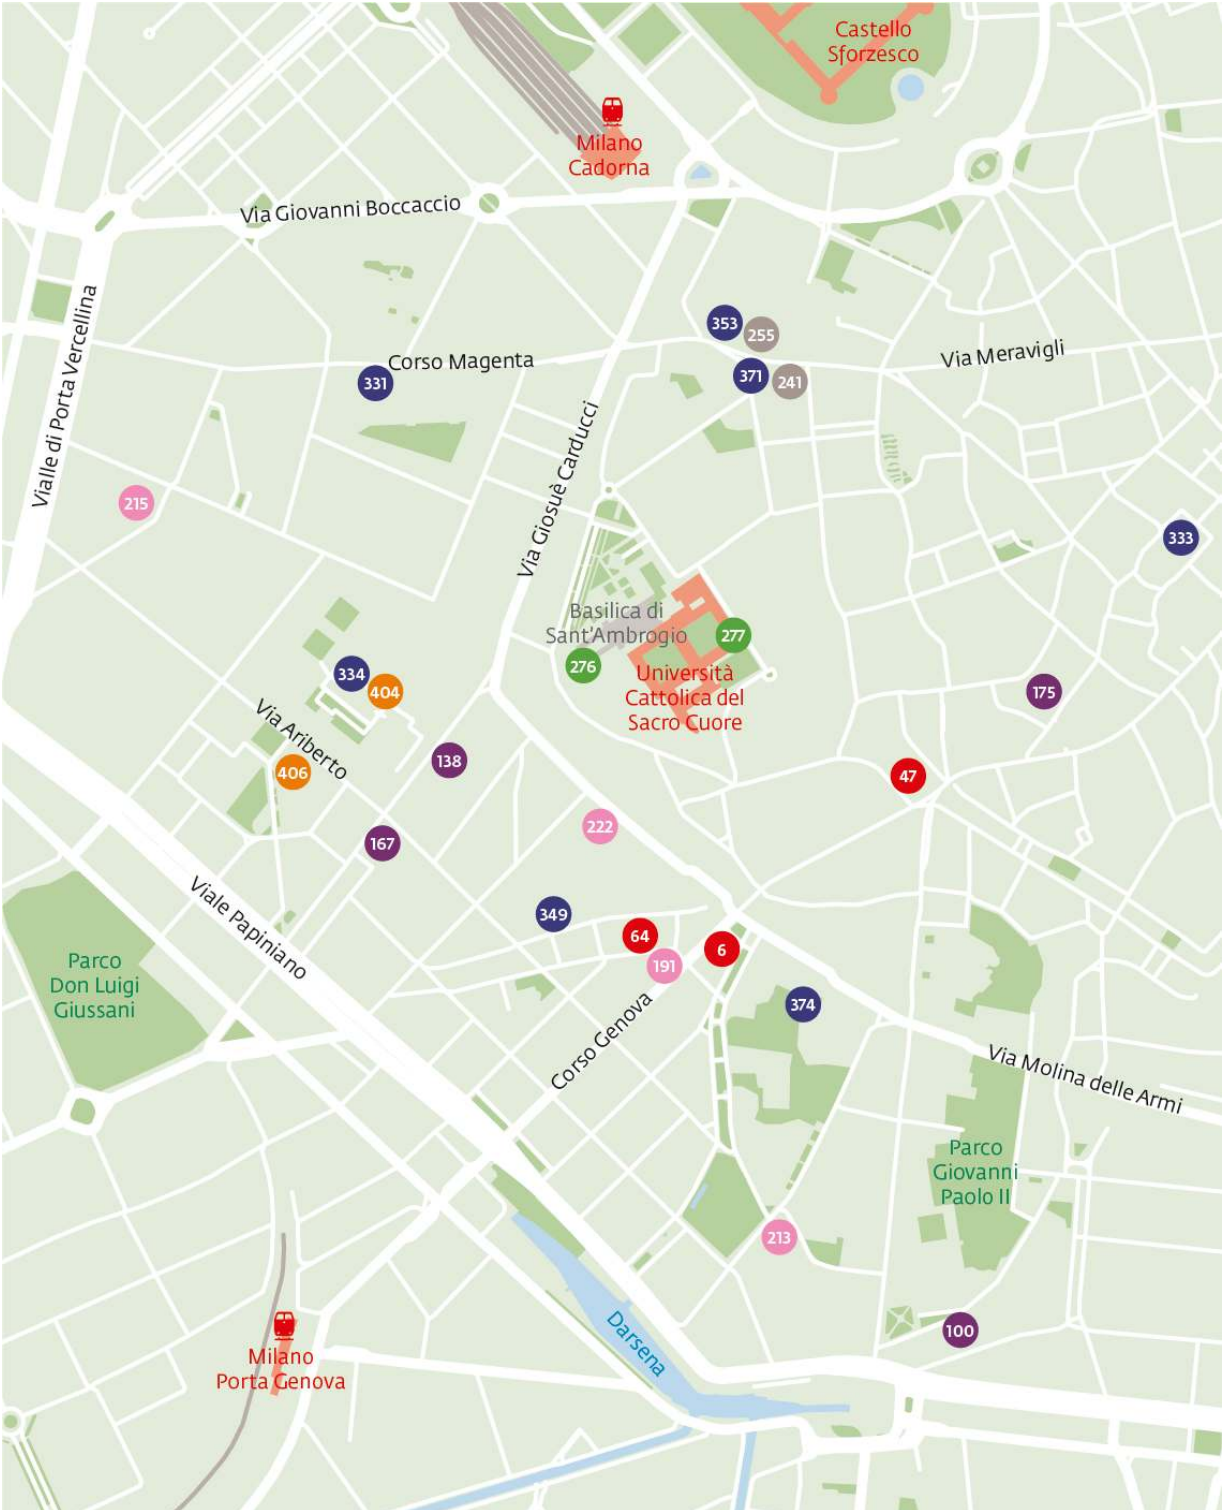 Castello
Sforzesco
Milano
Cadorna
Via Giovanni Boccaccio
Vialle di Porta Vercellina
353
255
Via Meravigli
Corso Magenta
331
371
241
Via Giosuè Carducci
215
333
Basilica di
Sant'Ambrogio
277
276
Università
Cattolica del
Sacro Cuore
334
404
175
Via Ariberto
406
138
47
222
167
Viale Papiniano
349
64
6
191
Parco
Don Luigi
Giussani
374
Corso Genova
Via Molina delle Armi
Parco
Giovanni
Paolo II
213
Darsena
100
Milano
Porta Genova